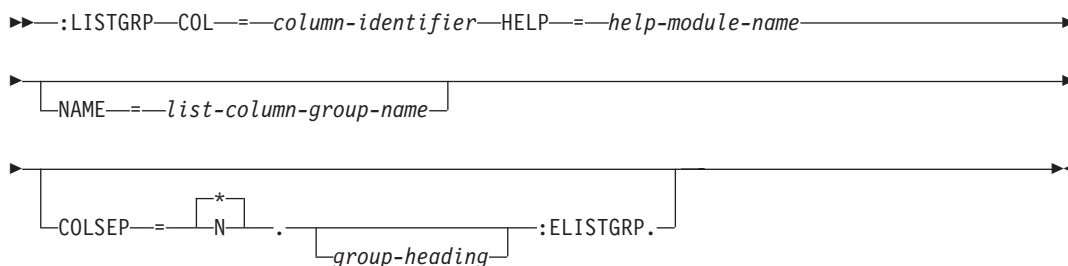 :LISTGRP COL = column-identifier HELP = help-module-name
NAME = list-column-group-name
*
COLSEP = N . :ELISTGRP.
group-heading